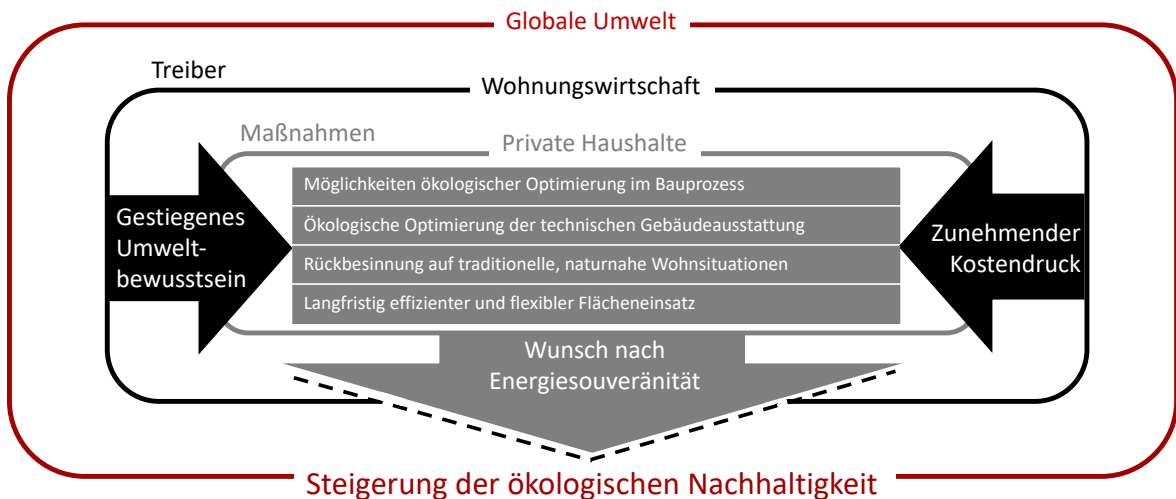 Globale Umwelt
Treiber
Wohnungswirtschaft
Maßnahmen
Private Haushalte
Möglichkeiten ökologischer Optimierung im Bauprozess
Gestiegenes
Umwelt-
bewusstsein
Ökologische Optimierung der technischen Gebäudeausstattung
Rückbesinnung auf traditionelle, naturnahe Wohnsituationen
Langfristig effizienter und flexibler Flächeneinsatz
Zunehmender
Kostendruck
Wunsch nach
Energiesouveränität
Steigerung der ökologischen Nachhaltigkeit